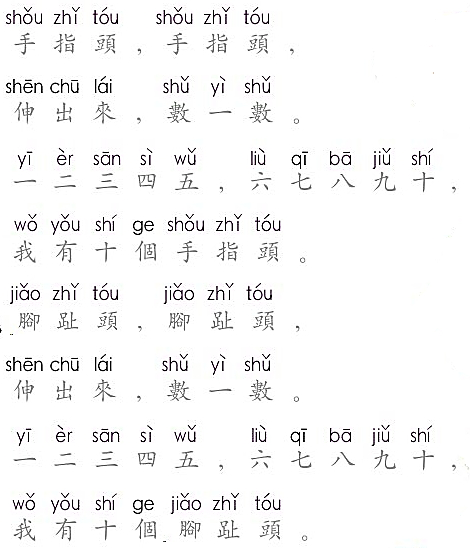 shǒu zhǐ tóu shǒu zhǐ tóu
手指頭，手指頭，
shēn chū lái shǔ yì shǔ
伸出來，數一數。
yī èr sān sì wǔ liù qī bā jiǔ shí
一二三四五，六七八九十，
wǒ yǒu shí ge shǒu zhǐ tóu
我有十個手指頭。
jiǎo zhǐ tóu jiǎo zhǐ tóu
腳趾頭，腳趾頭，
shēn chū lái shǔ yì shǔ
伸出來，數一數。
yī èr sān sì wǔ liù qī bā jiǔ shí
一二三四五，六七八九十，
wǒ yǒu shí ge jiǎo zhǐ tóu
我有十個腳趾頭。